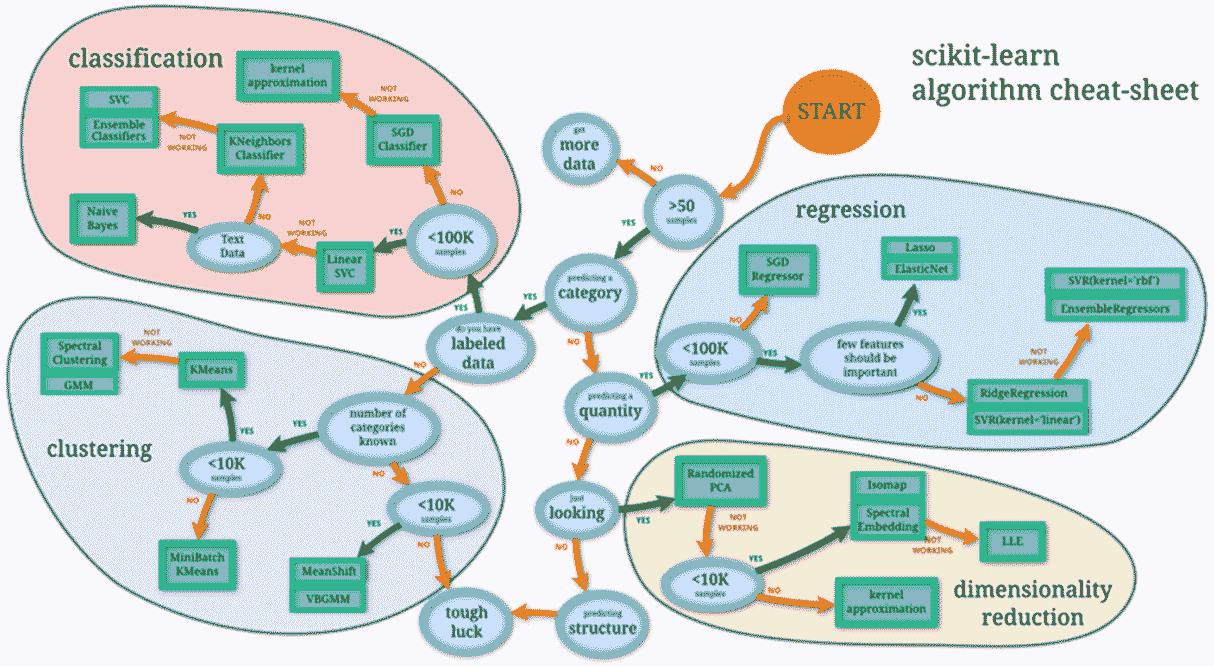 scikit-learn
algorithm cheat-sheet
START
classification
kernel
approximation
NOT
WORKING
SVC
Ensemble
Classifiers
NOT
WORKING
KNeighbors
Classifier
SGD
Classifier
NO
Naive
Bayes
YES
Text
Data
NO
NOT
WORKING
Linear
SVC
YES
<100K
samples
YES
get
more
data
NO
>50
samples
YES
predicting a
category
YES
NO
do you have
labeled
data
NO
predicting a
quantity
YES
NO
just
looking
YES
NO
predicting
structure
tough
luck
regression
SGD
Regressor
NO
<100K
samples
YES
few features
should be
important
YES
Lasso
ElasticNet
NO
RidgeRegression
SVR(kernel='linear')
NOT
WORKING
SVR(kernel='rbf')
EnsembleRegressors
clustering
Spectral
Clustering
GMM
NOT
WORKING
KMeans
YES
<10K
samples
NO
MiniBatch
KMeans
YES
number of
categories
known
NO
<10K
samples
YES
NO
MeanShift
VBGMM
dimensionality
reduction
Randomized
PCA
NOT
WORKING
<10K
samples
YES
NO
Isomap
Spectral
Embedding
NOT
WORKING
LLE
kernel
approximation